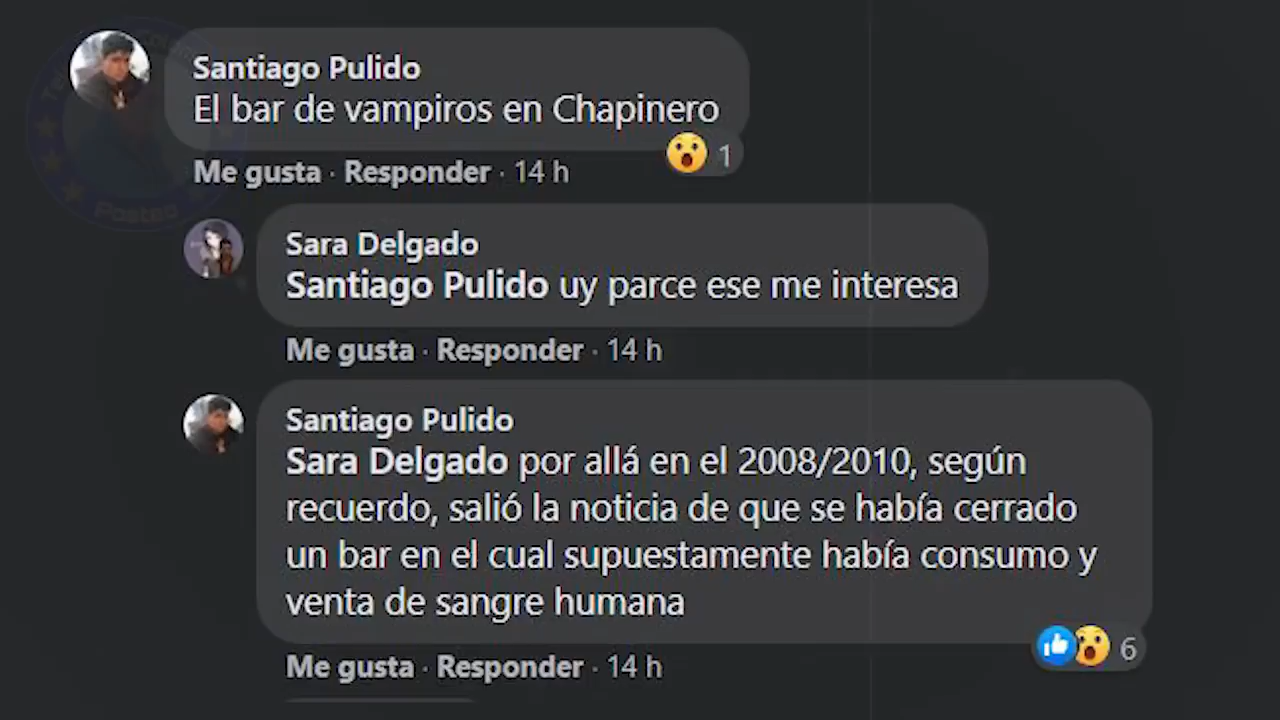 Santiago Pulido
El bar de vampiros en Chapinero
1
Me gusta · Responder · 14 h
Sara Delgado
Santiago Pulido uy parce ese me interesa
Me gusta · Responder · 14 h
Santiago Pulido
Sara Delgado por allá en el 2008/2010, según
recuerdo, salió la noticia de que se había cerrado
un bar en el cual supuestamente había consumo y
venta de sangre humana
6
Me gusta · Responder · 14 h
Posteo